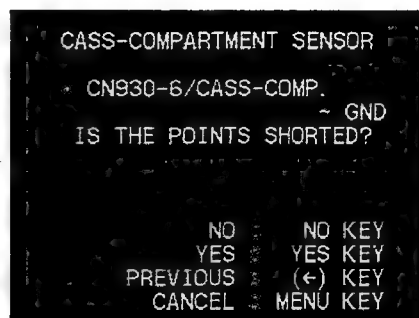 CASS-COMPARTMENT SENSOR
* CN930-6/CASS-COMP.
~ GND
IS THE POINTS SHORTED?
NO : NO KEY
YES : YES KEY
PREVIOUS : (←) KEY
CANCEL : MENU KEY